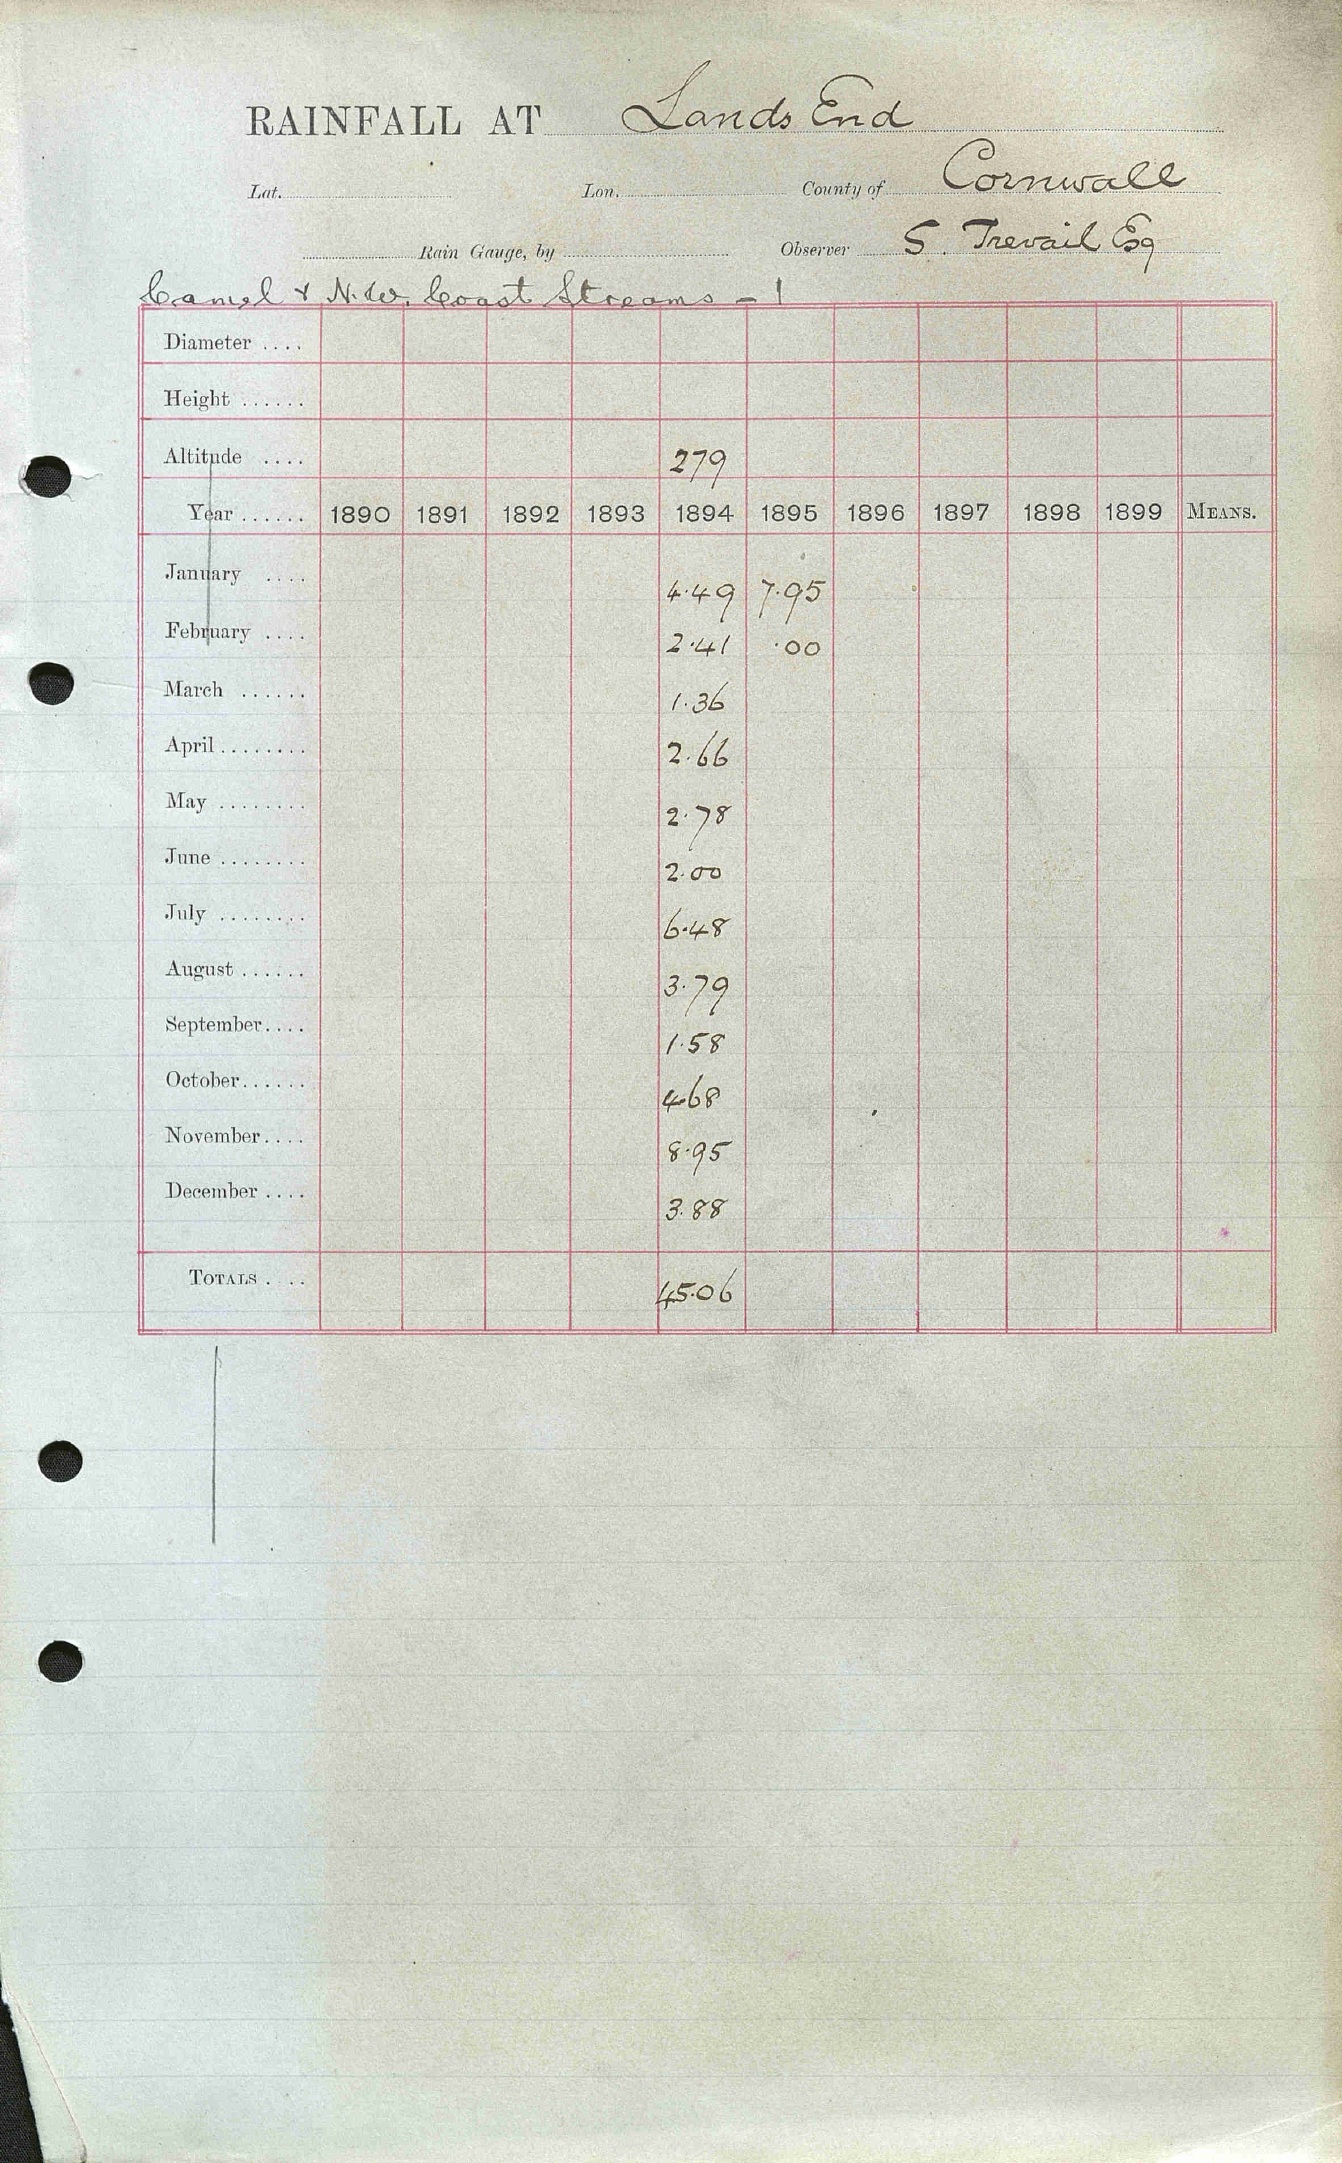 RAINFALL AT Lands End
Lat. Lon. County of Cornwall
Rain Gauge, by Observer S. Trevail Esq
Camel & N.W. Coast Streams - 1
Diameter ....
Height ......
Altitude .... 279
Year ...... 1890 1891 1892 1893 1894 1895 1896 1897 1898 1899 MEANS.
January .... 4.49 7.95
February .... 2.41 .00
March ...... 1.36
April ........ 2.66
May ........ 2.78
June ........ 2.00
July ........ 6.48
August ...... 3.79
September .... 1.58
October ...... 468
November .... 8.95
December .... 3.88
TOTALS . .. 45.06